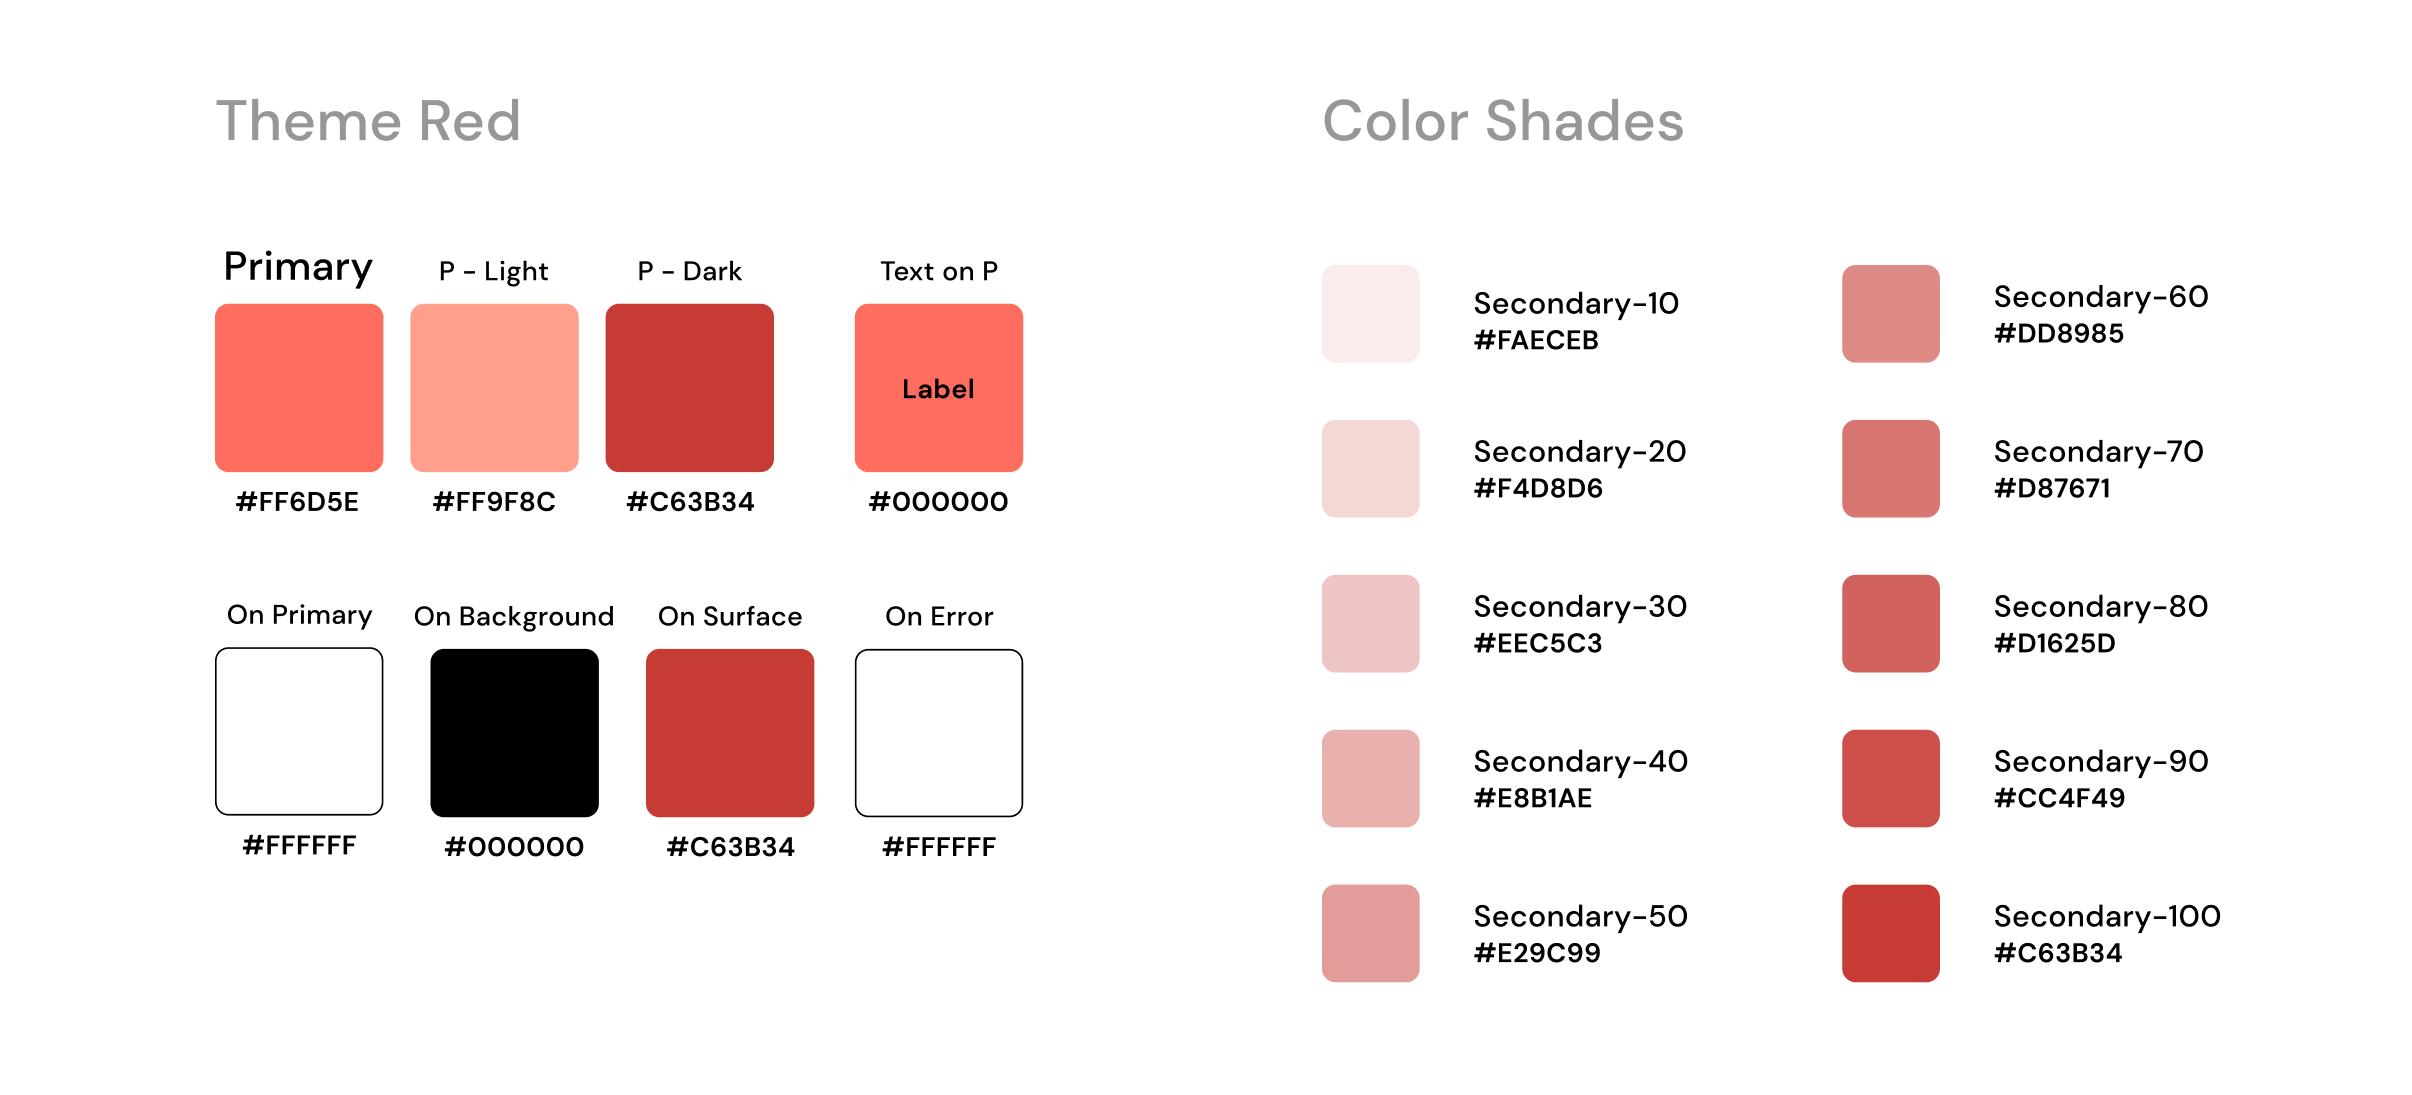 Theme Red
Primary
P - Light
P - Dark
Text on P
Label
#FF6D5E
#FF9F8C
#C63B34
#000000
On Primary
On Background
On Surface
On Error
#FFFFFF
#000000
#C63B34
#FFFFFF
Color Shades
Secondary-10
#FAECEB
Secondary-20
#F4D8D6
Secondary-30
#EEC5C3
Secondary-40
#E8B1AE
Secondary-50
#E29C99
Secondary-60
#DD8985
Secondary-70
#D87671
Secondary-80
#D1625D
Secondary-90
#CC4F49
Secondary-100
#C63B34